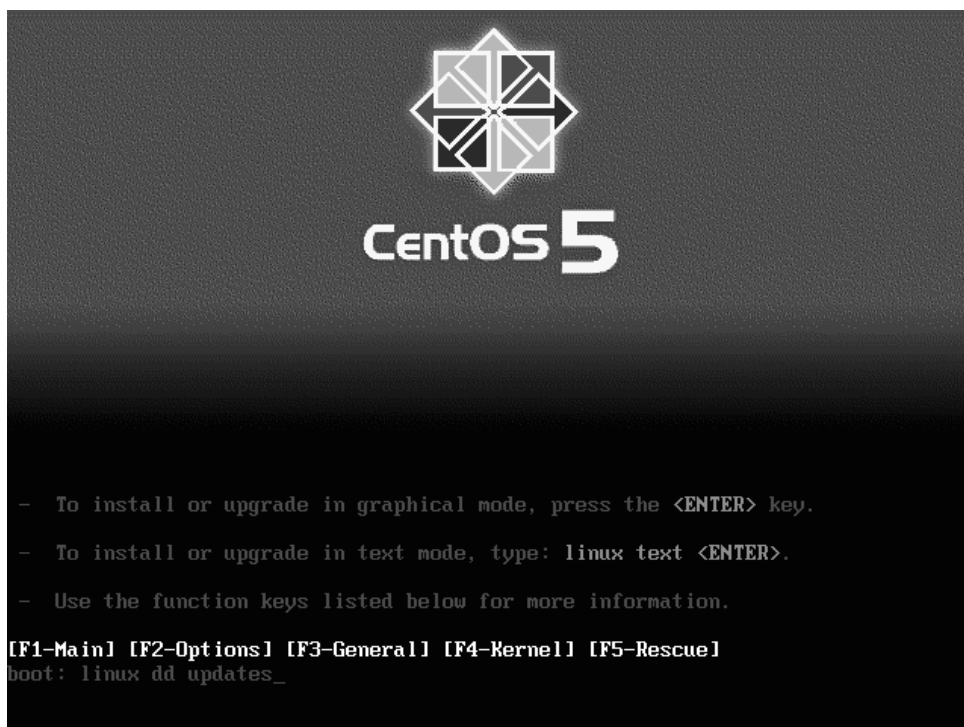 CentOS 5
- To install or upgrade in graphical mode, press the <ENTER> key.
- To install or upgrade in text mode, type: linux text <ENTER>.
- Use the function keys listed below for more information.
[F1-Main] [F2-Options] [F3-General] [F4-Kernel] [F5-Rescue]
boot: linux dd updates_